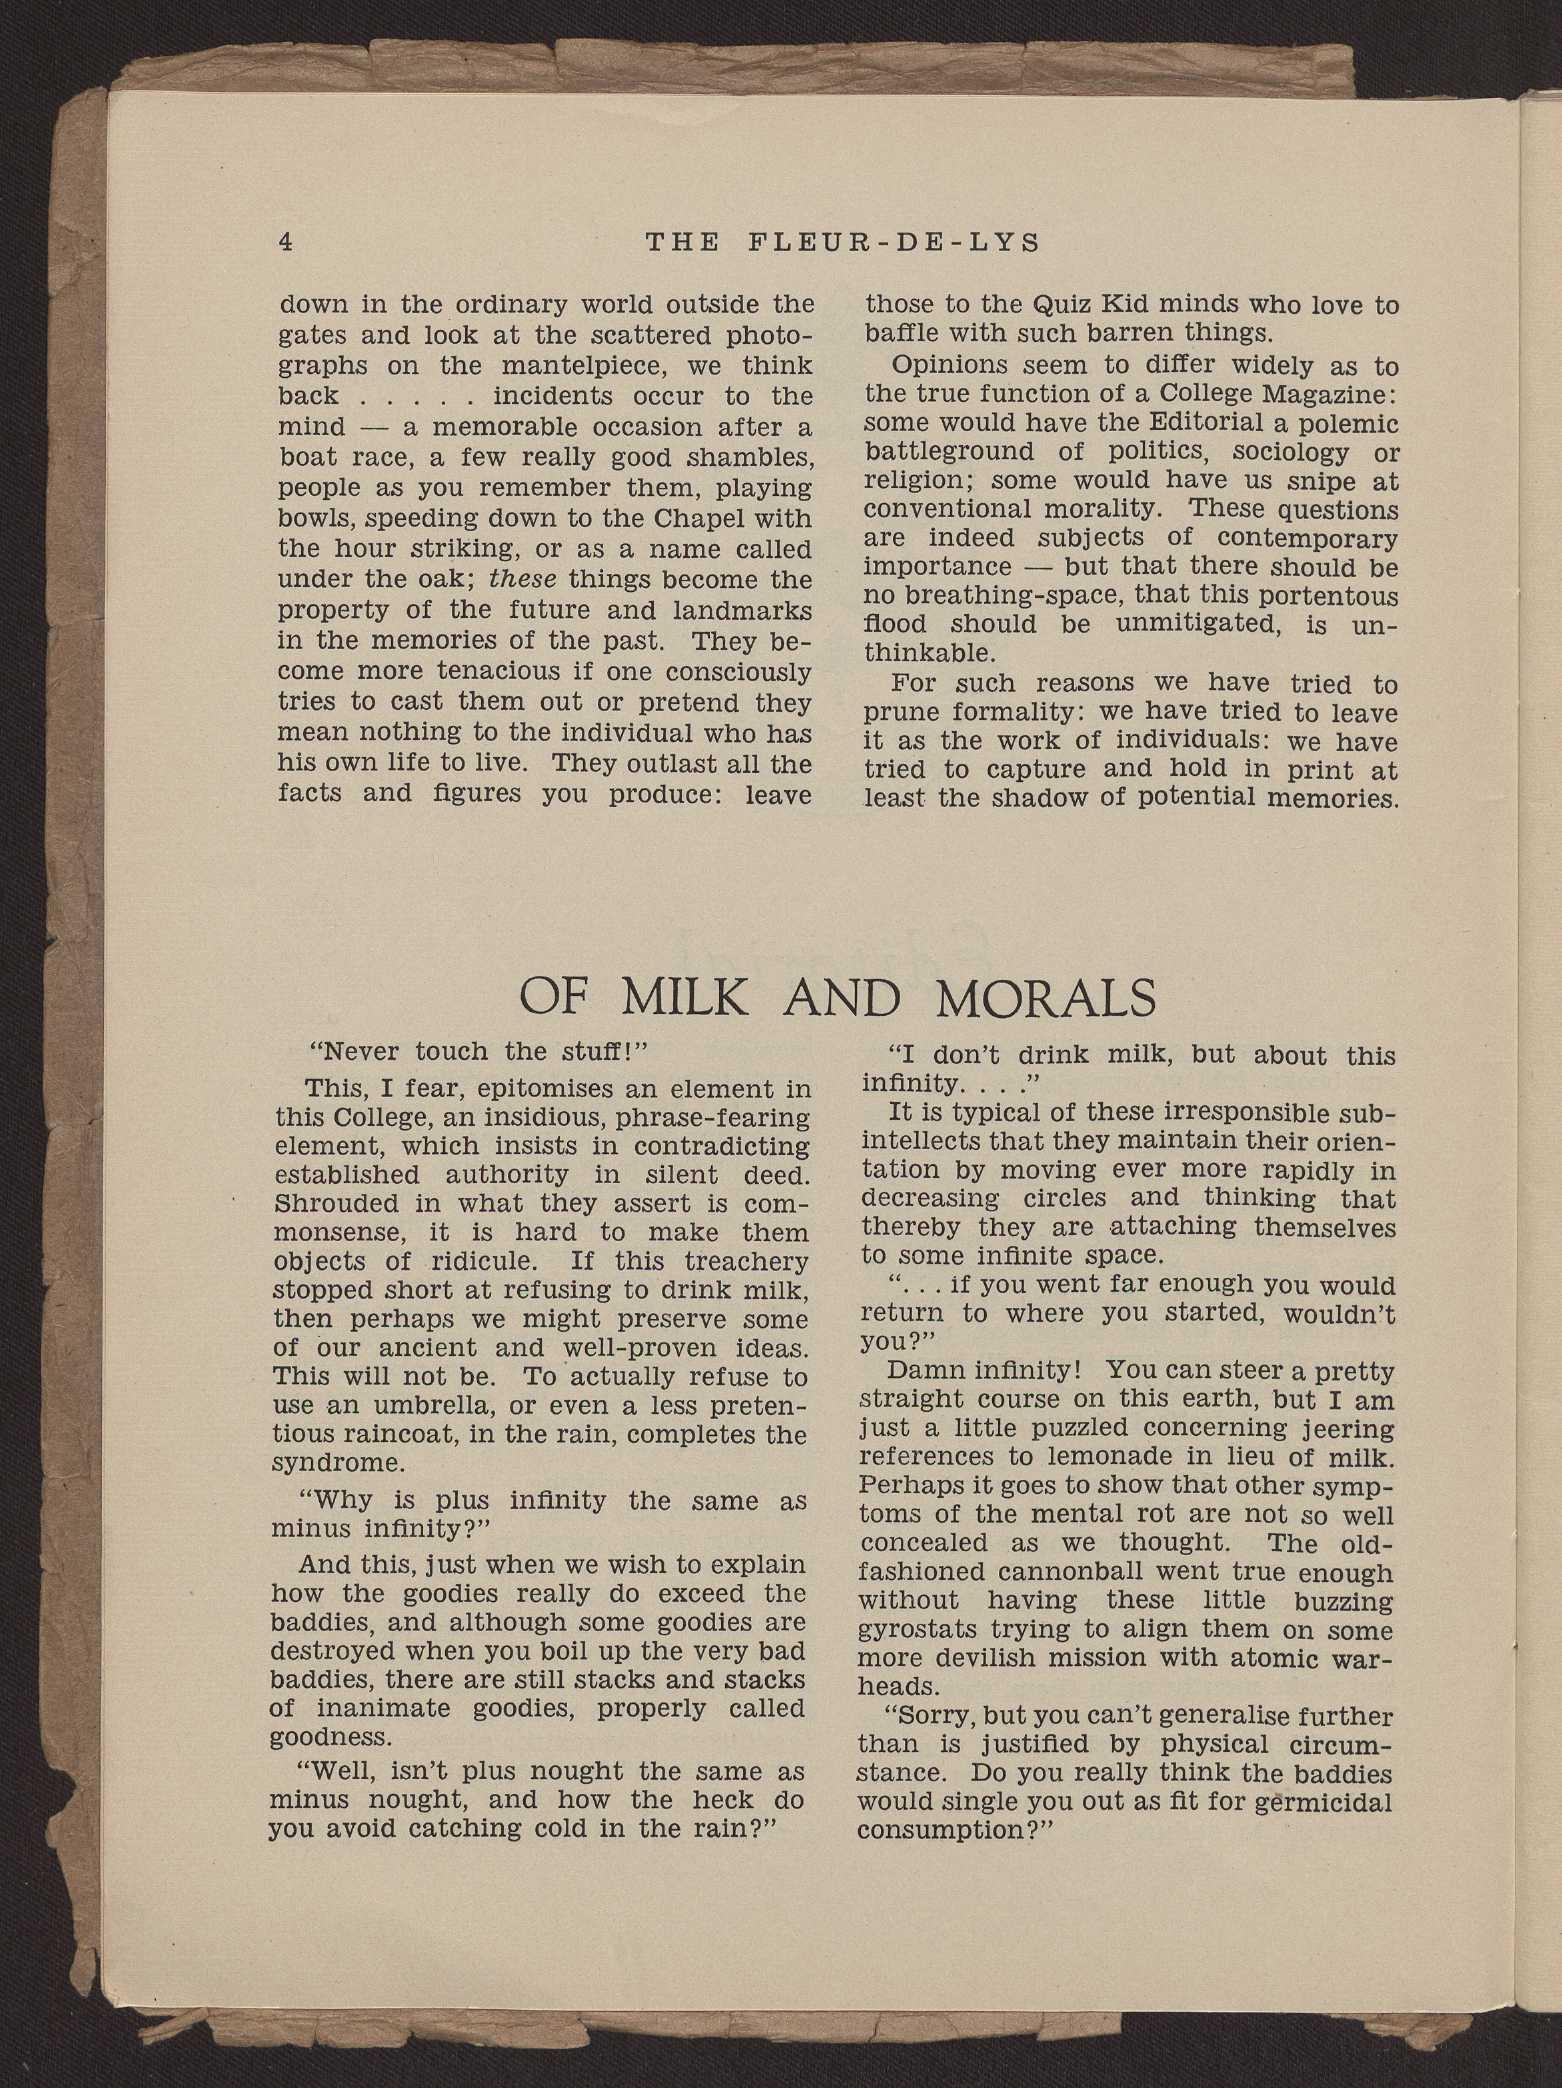 4
THE FLEUR-DE-LYS
down in the ordinary world outside the
gates and look at the scattered photo-
graphs on the mantelpiece, we think
back . . . . . incidents occur to the
mind — a memorable occasion after a
boat race, a few really good shambles,
people as you remember them, playing
bowls, speeding down to the Chapel with
the hour striking, or as a name called
under the oak; these things become the
property of the future and landmarks
in the memories of the past. They be-
come more tenacious if one consciously
tries to cast them out or pretend they
mean nothing to the individual who has
his own life to live. They outlast all the
facts and figures you produce: leave
those to the Quiz Kid minds who love to
baffle with such barren things.
Opinions seem to differ widely as to
the true function of a College Magazine:
some would have the Editorial a polemic
battleground of politics, sociology or
religion; some would have us snipe at
conventional morality. These questions
are indeed subjects of contemporary
importance — but that there should be
no breathing-space, that this portentous
flood should be unmitigated, is un-
thinkable.
For such reasons we have tried to
prune formality: we have tried to leave
it as the work of individuals: we have
tried to capture and hold in print at
least the shadow of potential memories.
OF MILK AND MORALS
“Never touch the stuff!”
This, I fear, epitomises an element in
this College, an insidious, phrase-fearing
element, which insists in contradicting
established authority in silent deed.
Shrouded in what they assert is com-
monsense, it is hard to make them
objects of ridicule. If this treachery
stopped short at refusing to drink milk,
then perhaps we might preserve some
of our ancient and well-proven ideas.
This will not be. To actually refuse to
use an umbrella, or even a less preten-
tious raincoat, in the rain, completes the
syndrome.
“Why is plus infinity the same as
minus infinity?”
And this, just when we wish to explain
how the goodies really do exceed the
baddies, and although some goodies are
destroyed when you boil up the very bad
baddies, there are still stacks and stacks
of inanimate goodies, properly called
goodness.
“Well, isn’t plus nought the same as
minus nought, and how the heck do
you avoid catching cold in the rain?”
“I don’t drink milk, but about this
infinity. . . .”
It is typical of these irresponsible sub-
intellects that they maintain their orien-
tation by moving ever more rapidly in
decreasing circles and thinking that
thereby they are attaching themselves
to some infinite space.
“. . . if you went far enough you would
return to where you started, wouldn’t
you?”
Damn infinity! You can steer a pretty
straight course on this earth, but I am
just a little puzzled concerning jeering
references to lemonade in lieu of milk.
Perhaps it goes to show that other symp-
toms of the mental rot are not so well
concealed as we thought. The old-
fashioned cannonball went true enough
without having these little buzzing
gyrostats trying to align them on some
more devilish mission with atomic war-
heads.
“Sorry, but you can’t generalise further
than is justified by physical circum-
stance. Do you really think the baddies
would single you out as fit for germicidal
consumption?”